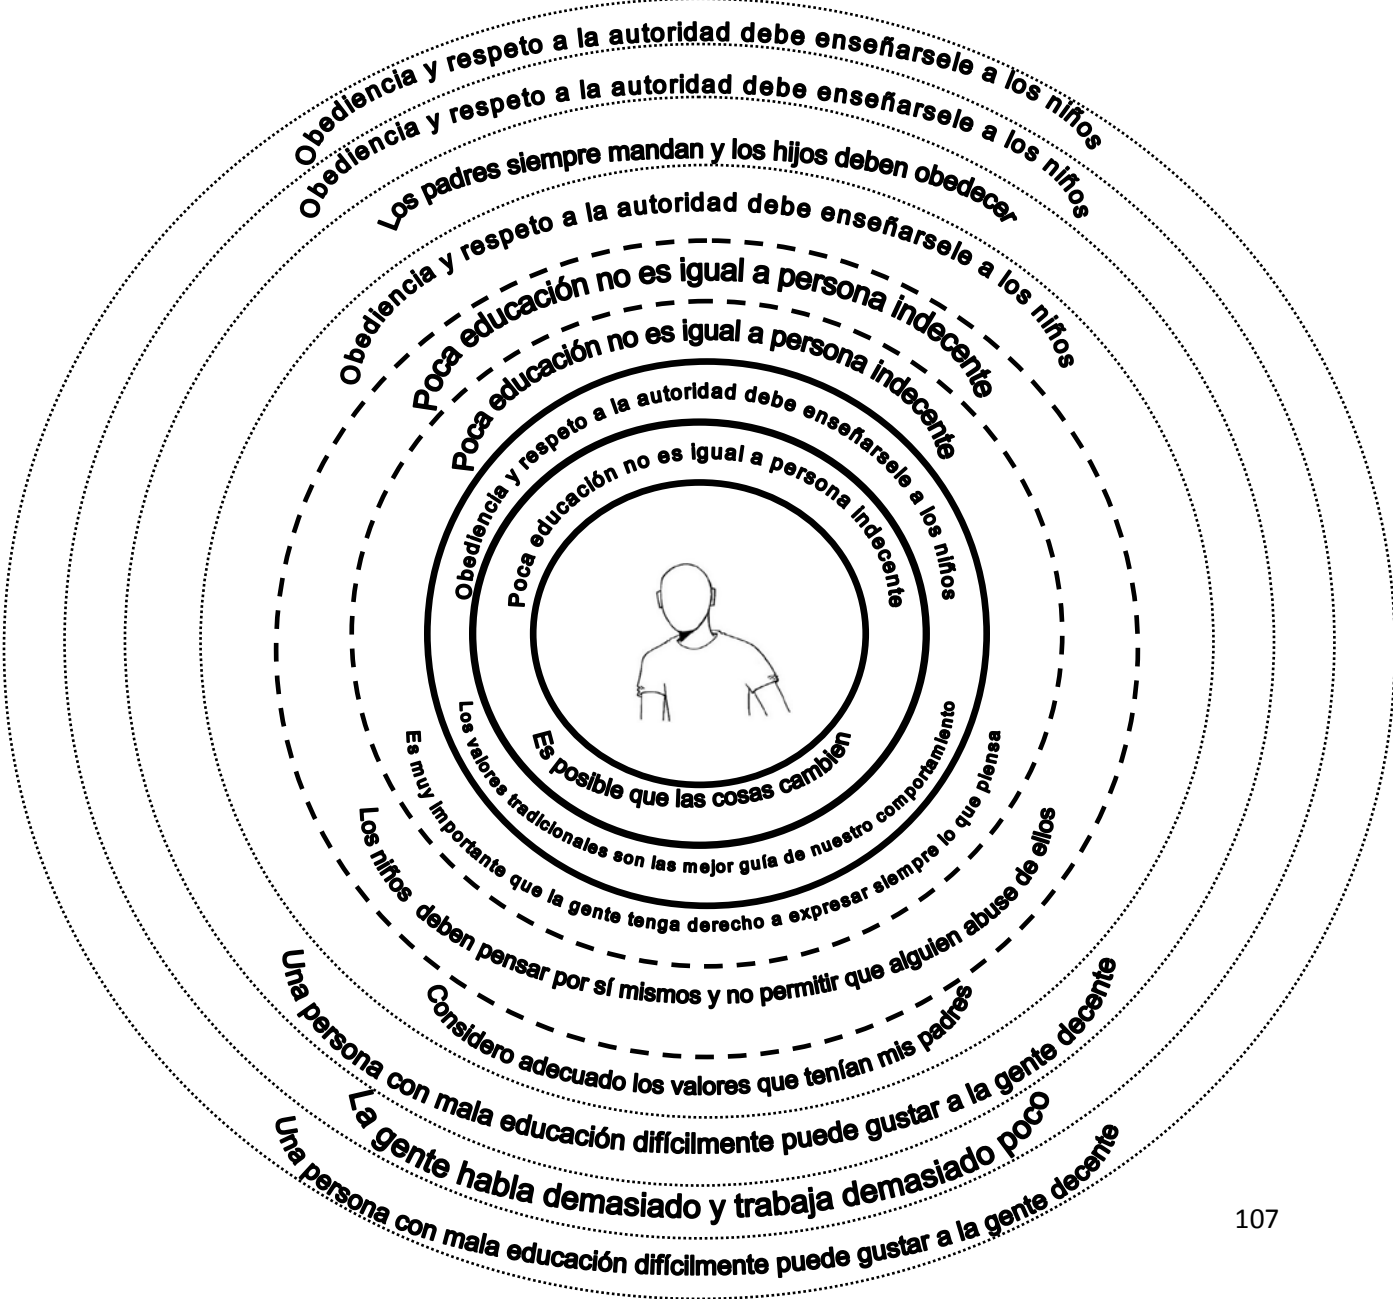 Obediencia y respeto a la autoridad debe enseñarsele a los niños
Obediencia y respeto a la autoridad debe enseñarsele a los niños
Los padres siempre mandan y los hijos deben obedecer
Obediencia y respeto a la autoridad debe enseñarsele a los niños
Poca educación no es igual a persona indecente
Poca educación no es igual a persona indecente
Obediencia y respeto a la autoridad debe enseñarsele a los niños
Poca educación no es igual a persona indecente
Es posible que las cosas cambien
Los valores tradicionales son las mejor guía de nuestro comportamiento
Es muy importante que la gente tenga derecho a expresar siempre lo que piensa
Los niños deben pensar por sí mismos y no permitir que alguien abuse de ellos
Considero adecuado los valores que tenían mis padres
Una persona con mala educación difícilmente puede gustar a la gente decente
La gente habla demasiado y trabaja demasiado poco
Una persona con mala educación difícilmente puede gustar a la gente decente
107